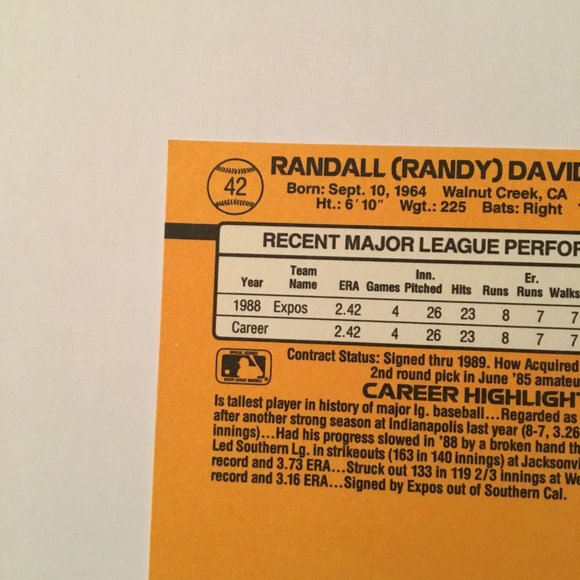 42
RANDALL (RANDY) DAVID
Born: Sept. 10, 1964 Walnut Creek, CA
Ht.: 6'10" Wgt.: 225 Bats: Right
RECENT MAJOR LEAGUE PERFOR
Year Team Name ERA Games Inn. Pitched Hits Runs Er. Runs Walks
1988 Expos 2.42 4 26 23 8 7 7
Career 2.42 4 26 23 8 7 7
Contract Status: Signed thru 1989. How Acquired
2nd round pick in June '85 amateu
CAREER HIGHLIGHT
Is tallest player in history of major lg. baseball...Regarded as
after another strong season at Indianapolis last year (8-7, 3.26
innings)...Had his progress slowed in '88 by a broken hand th
Led Southern Lg. in strikeouts (163 in 140 innings) at Jacksonvi
record and 3.73 ERA...Struck out 133 in 119 2/3 innings at We
record and 3.16 ERA...Signed by Expos out of Southern Cal.